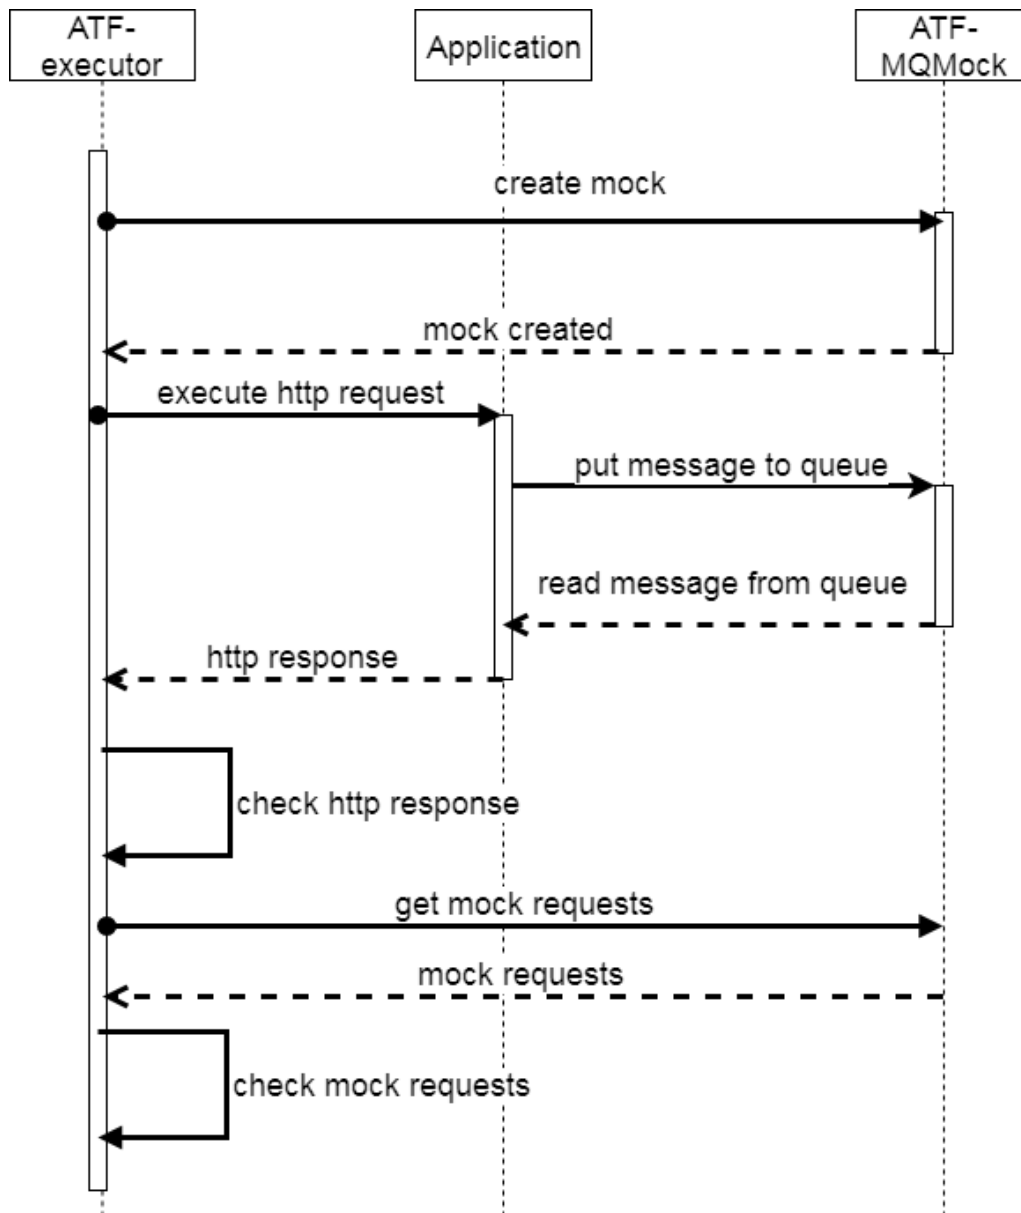 ATF-
executor
Application
ATF-
MQMock
create mock
mock created
execute http request
put message to queue
read message from queue
http response
check http response
get mock requests
mock requests
check mock requests